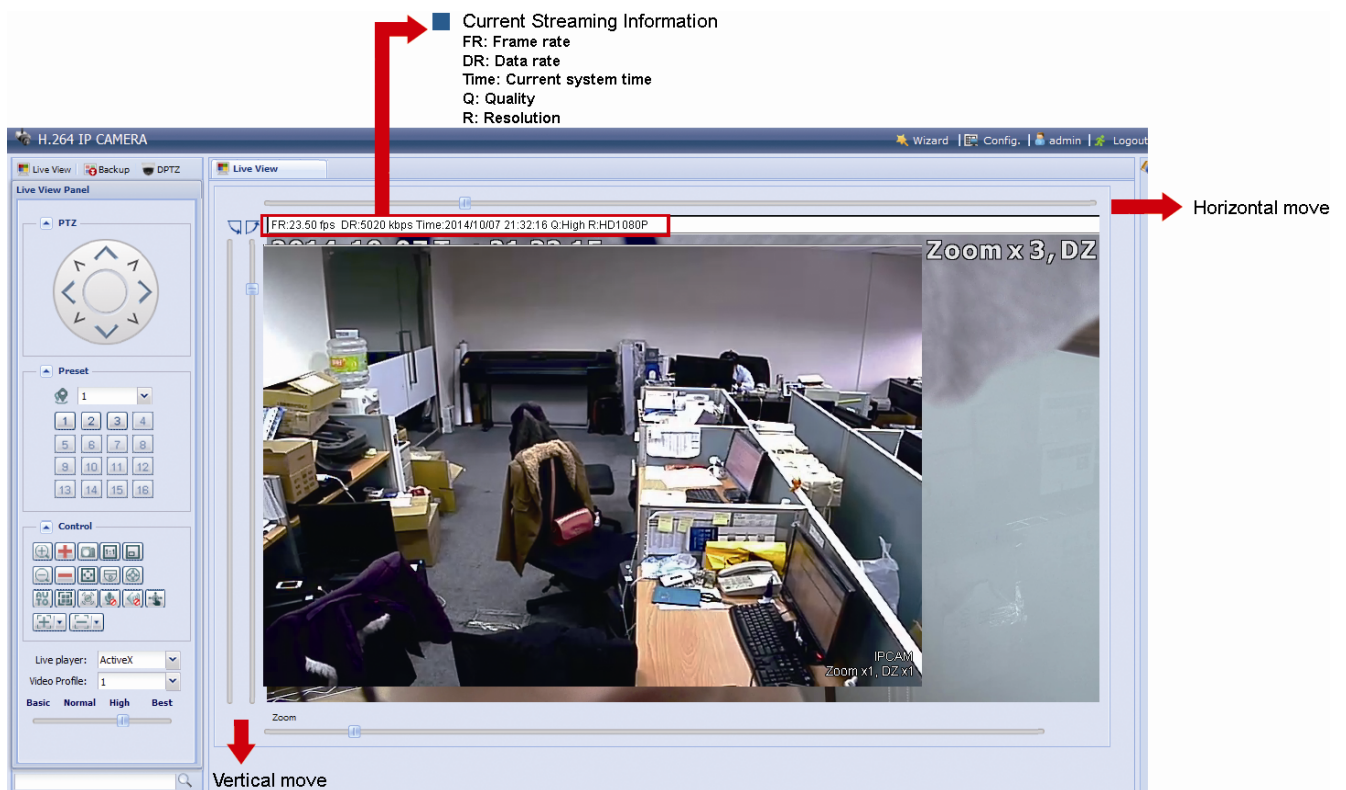 Current Streaming Information
FR: Frame rate
DR: Data rate
Time: Current system time
Q: Quality
R: Resolution
H.264 IP CAMERA
Wizard | Config. | admin | Logout
Live View Backup DPTZ
Live View Panel
Live View
Horizontal move
PTZ
FR:23.50 fps DR:5020 kbps Time:2014/10/07 21:32:16 Q:High R:HD1080P
Zoom x 3, DZ
Preset
1
1 2 3 4
5 6 7 8
9 10 11 12
13 14 15 16
Control
AU
TO
IPCAM
Zoom x1, DZ x1
Live player: ActiveX
Video Profile: 1
Basic Normal High Best
Zoom
Vertical move